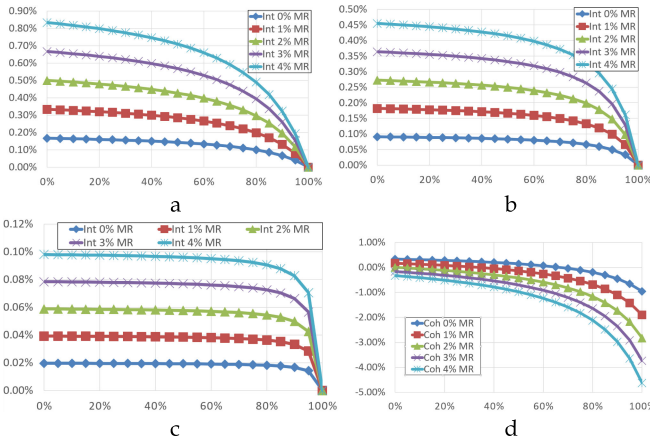 0.90%
0.80%
0.70%
0.60%
0.50%
0.40%
0.30%
0.20%
0.10%
0.00%
0% 20% 40% 60% 80% 100%
Int 0% MR
Int 1% MR
Int 2% MR
Int 3% MR
Int 4% MR
a
0.50%
0.45%
0.40%
0.35%
0.30%
0.25%
0.20%
0.15%
0.10%
0.05%
0.00%
0% 20% 40% 60% 80% 100%
Int 0% MR
Int 1% MR
Int 2% MR
Int 3% MR
Int 4% MR
b
0.12%
0.10%
0.08%
0.06%
0.04%
0.02%
0.00%
0% 20% 40% 60% 80% 100%
Int 0% MR Int 1% MR Int 2% MR
Int 3% MR Int 4% MR
c
1.00%
0.00%
-1.00%
-2.00%
-3.00%
-4.00%
-5.00%
0% 20% 40% 60% 80% 100%
Coh 0% MR
Coh 1% MR
Coh 2% MR
Coh 3% MR
Coh 4% MR
d